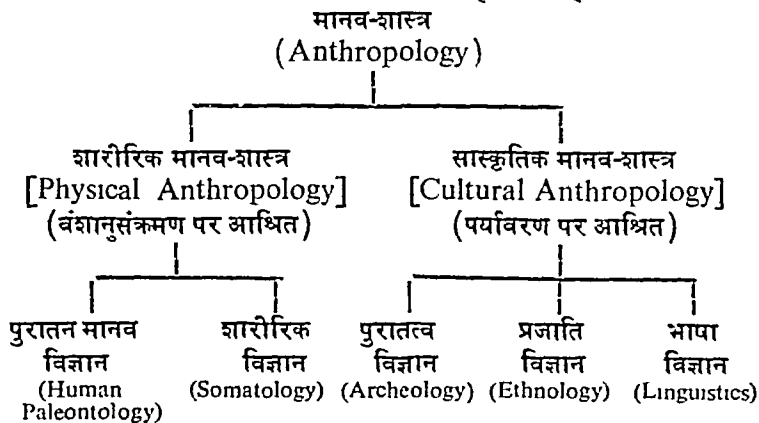 मानव-शास्त्र
(Anthropology)
शारीरिक मानव-शास्त्र
[Physical Anthropology]
(वंशानुसंक्रमण पर आश्रित)
सास्कृतिक मानव-शास्त्र
[Cultural Anthropology]
(पर्यावरण पर आश्रित)
पुरातन मानव
विज्ञान
(Human
Paleontology)
शारीरिक
विज्ञान
(Somatology)
पुरातत्व
विज्ञान
(Archeology)
प्रजाति
विज्ञान
(Ethnology)
भाषा
विज्ञान
(Linguistics)